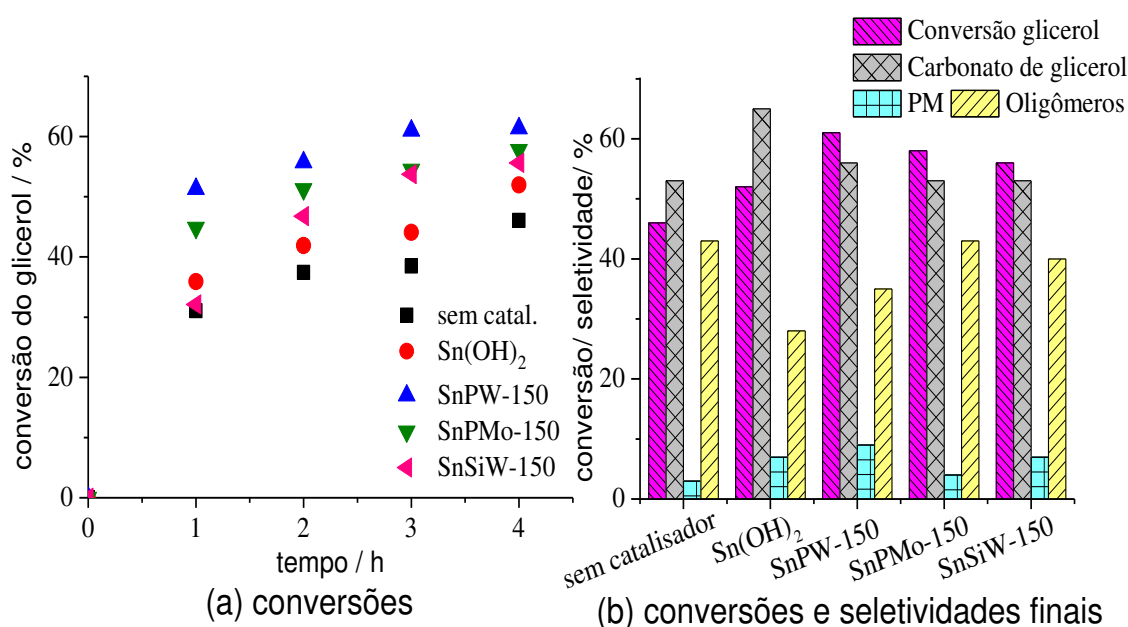 conversão do glicerol / %
60
40
20
0
0 1 2 3 4
tempo / h
sem catal.
Sn(OH)₂
SnPW-150
SnPMo-150
SnSiW-150
(a) conversões
Conversão glicerol
Carbonato de glicerol
PM Oligômeros
conversão/ seletividade/ %
60
40
20
0
sem catalisador
Sn(OH)₂
SnPW-150
SnPMo-150
SnSiW-150
(b) conversões e seletividades finais